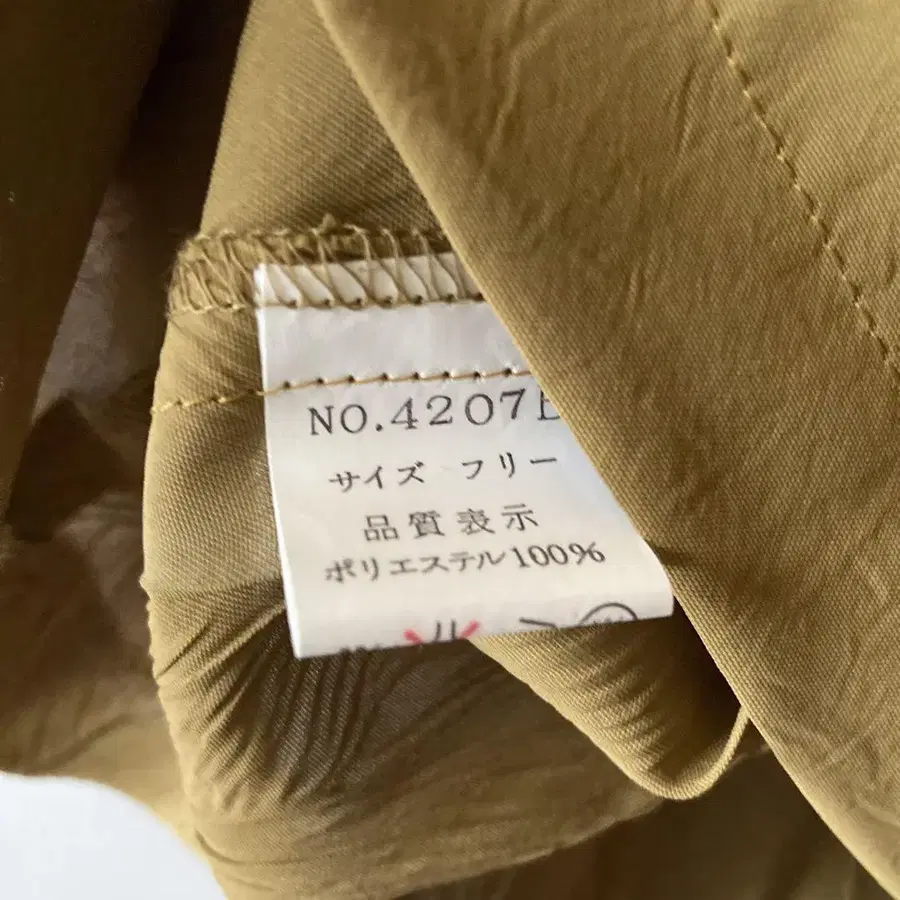 NO.4207
サイズ フリー
品質表示
ポリエステル100%